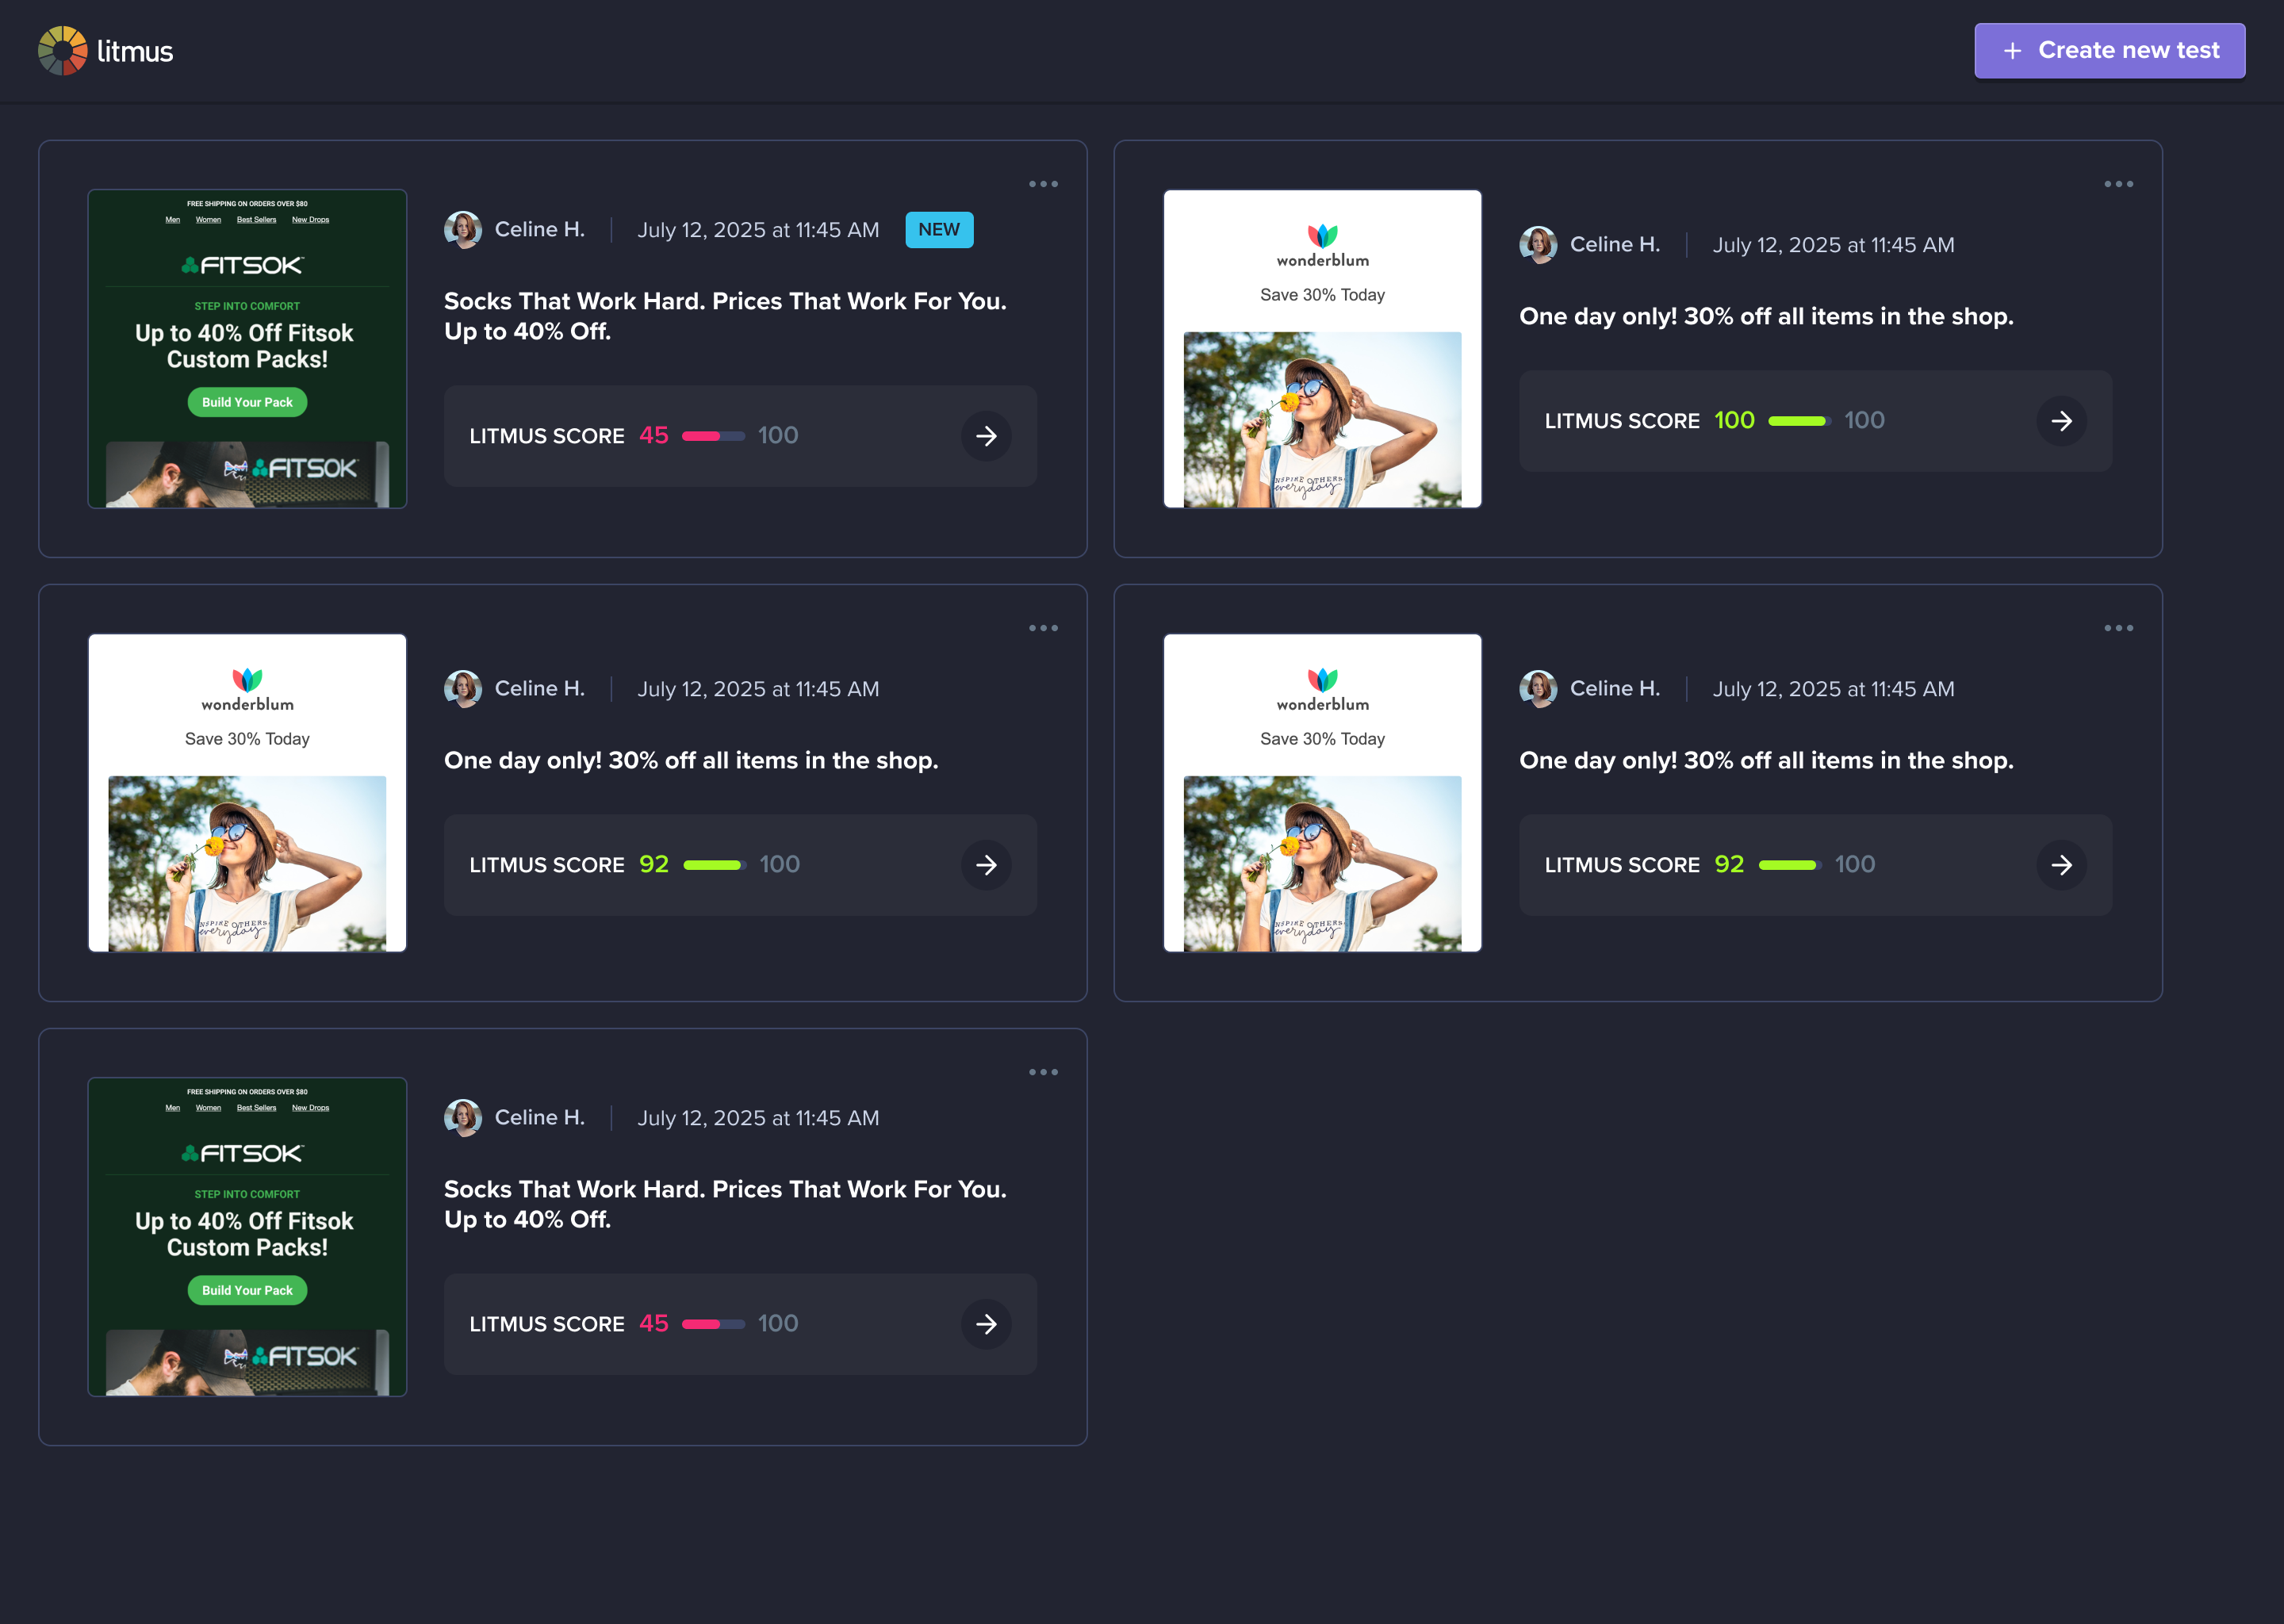 litmus
+ Create new test
FREE SHIPPING ON ORDERS OVER $80
Men Women Best Sellers New Drops
FITSOK
STEP INTO COMFORT
Up to 40% Off Fitsok
Custom Packs!
Build Your Pack
FITSOK
Celine H. July 12, 2025 at 11:45 AM NEW
Socks That Work Hard. Prices That Work For You.
Up to 40% Off.
LITMUS SCORE 45 100
wonderblum
Save 30% Today
INSPIRE OTHERS
everyday
Celine H. July 12, 2025 at 11:45 AM
One day only! 30% off all items in the shop.
LITMUS SCORE 100 100
wonderblum
Save 30% Today
INSPIRE OTHERS
everyday
Celine H. July 12, 2025 at 11:45 AM
One day only! 30% off all items in the shop.
LITMUS SCORE 92 100
wonderblum
Save 30% Today
INSPIRE OTHERS
everyday
Celine H. July 12, 2025 at 11:45 AM
One day only! 30% off all items in the shop.
LITMUS SCORE 92 100
FREE SHIPPING ON ORDERS OVER $80
Men Women Best Sellers New Drops
FITSOK
STEP INTO COMFORT
Up to 40% Off Fitsok
Custom Packs!
Build Your Pack
FITSOK
Celine H. July 12, 2025 at 11:45 AM
Socks That Work Hard. Prices That Work For You.
Up to 40% Off.
LITMUS SCORE 45 100